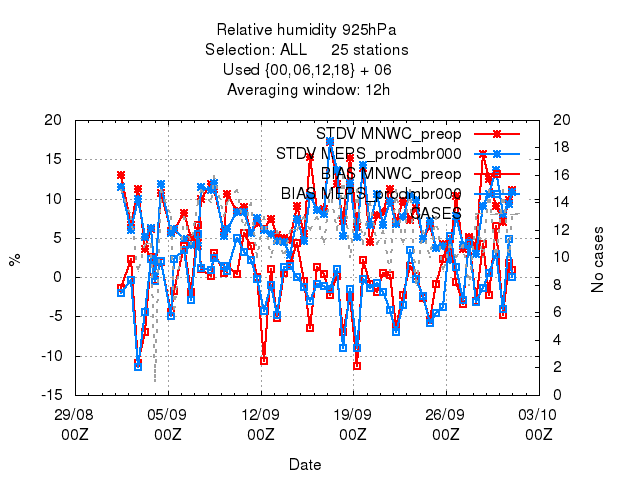 Relative humidity 925hPa
Selection: ALL 25 stations
Used {00,06,12,18} + 06
Averaging window: 12h
STDV MNWC_preop
STDV MEPS_prodmbr000
BIAS MNWC_preop
BIAS MEPS_prodmbr000
CASES
20
15
10
5
0
-5
-10
-15
%
20
18
16
14
12
10
8
6
4
2
0
No cases
29/08 05/09 12/09 19/09 26/09 03/10
00Z 00Z 00Z 00Z 00Z 00Z
Date